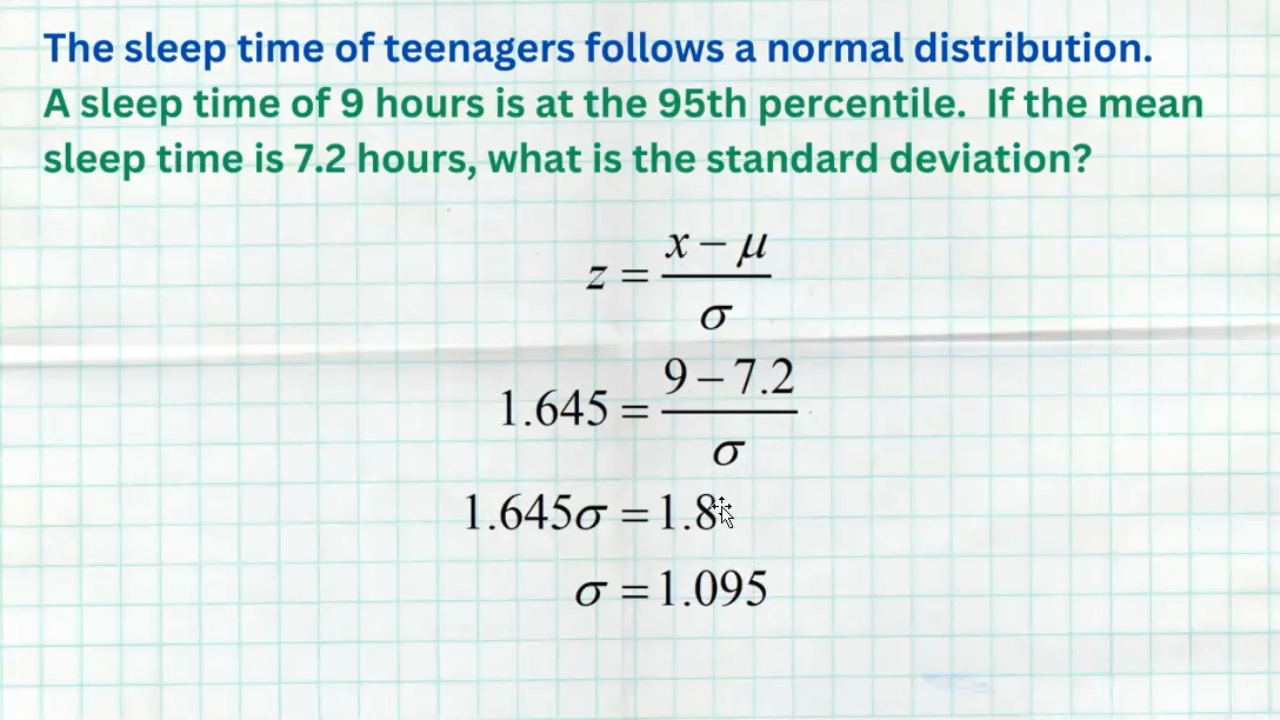 The sleep time of teenagers follows a normal distribution.
A sleep time of 9 hours is at the 95th percentile. If the mean
sleep time is 7.2 hours, what is the standard deviation?
z = (x − μ) / σ
1.645 = (9 − 7.2) / σ
1.645σ = 1.8
σ = 1.095